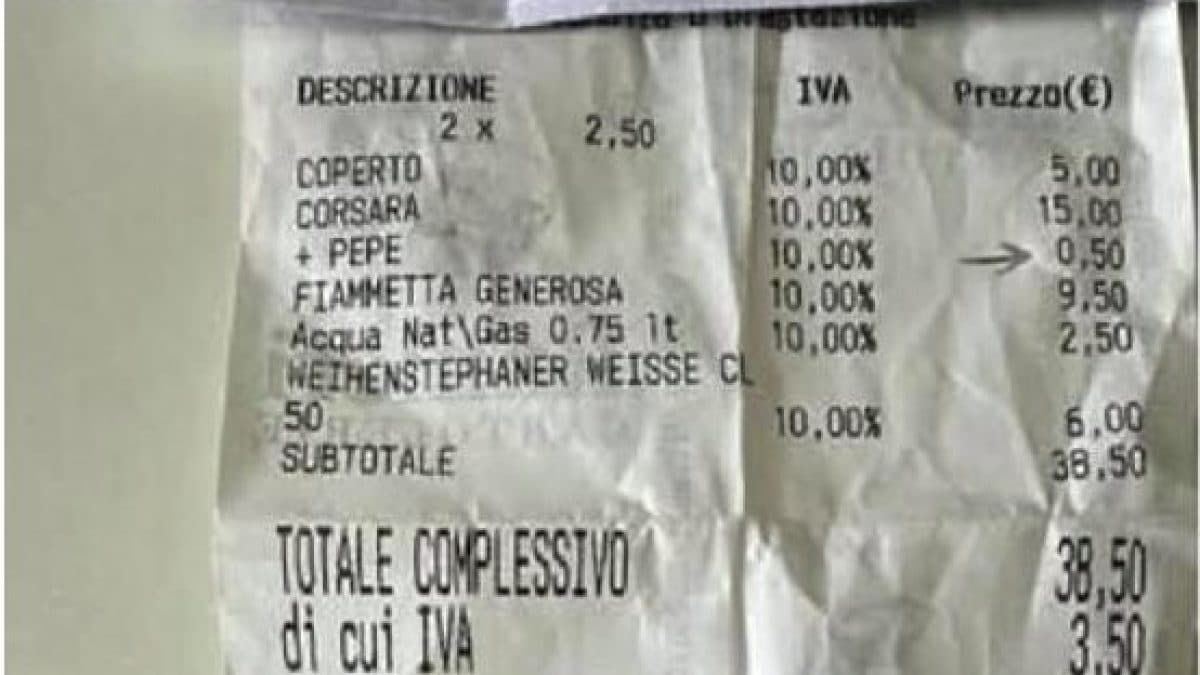 DESCRIZIONE IVA Prezzo(€)
2 x 2,50
COPERTO 10,00% 5,00
CORSARA 10,00% 15,00
+ PEPE 10,00% → 0,50
FIAMMETTA GENEROSA 10,00% 9,50
Acqua Nat\Gas 0.75 lt 10,00% 2,50
WEIHENSTEPHANER WEISSE CL
50 10,00% 6,00
SUBTOTALE 38,50
TOTALE COMPLESSIVO 38,50
di cui IVA 3,50